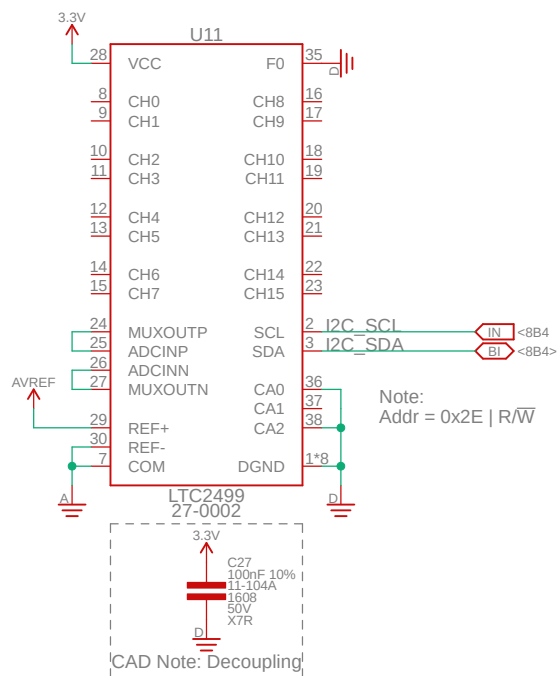 3.3V
U11
28 VCC F0 35
D
8 CH0 CH8 16
9 CH1 CH9 17
10 CH2 CH10 18
11 CH3 CH11 19
12 CH4 CH12 20
13 CH5 CH13 21
14 CH6 CH14 22
15 CH7 CH15 23
24 MUXOUTP SCL 2 I2C_SCL IN <8B4
25 ADCINP SDA 3 I2C_SDA BI <8B4>
26 ADCINN
27 MUXOUTN CA0 36
AVREF
CA1 37
29 REF+ CA2 38
30 REF-
7 COM DGND 1*8
Note:
Addr = 0x2E | R/W̅
A
D
LTC2499
27-0002
3.3V
C27
100nF 10%
11-104A
1608
50V
X7R
D
CAD Note: Decoupling